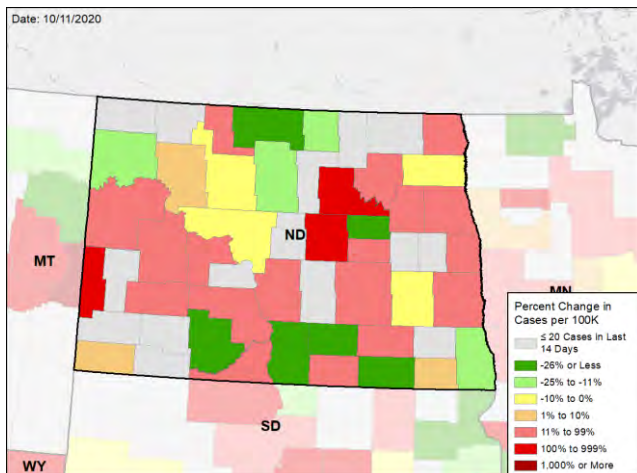 Date: 10/11/2020
ND
MT
MN
SD
WY
Percent Change in
Cases per 100K
≤ 20 Cases in Last
14 Days
-26% or Less
-25% to -11%
-10% to 0%
1% to 10%
11% to 99%
100% to 999%
1,000% or More